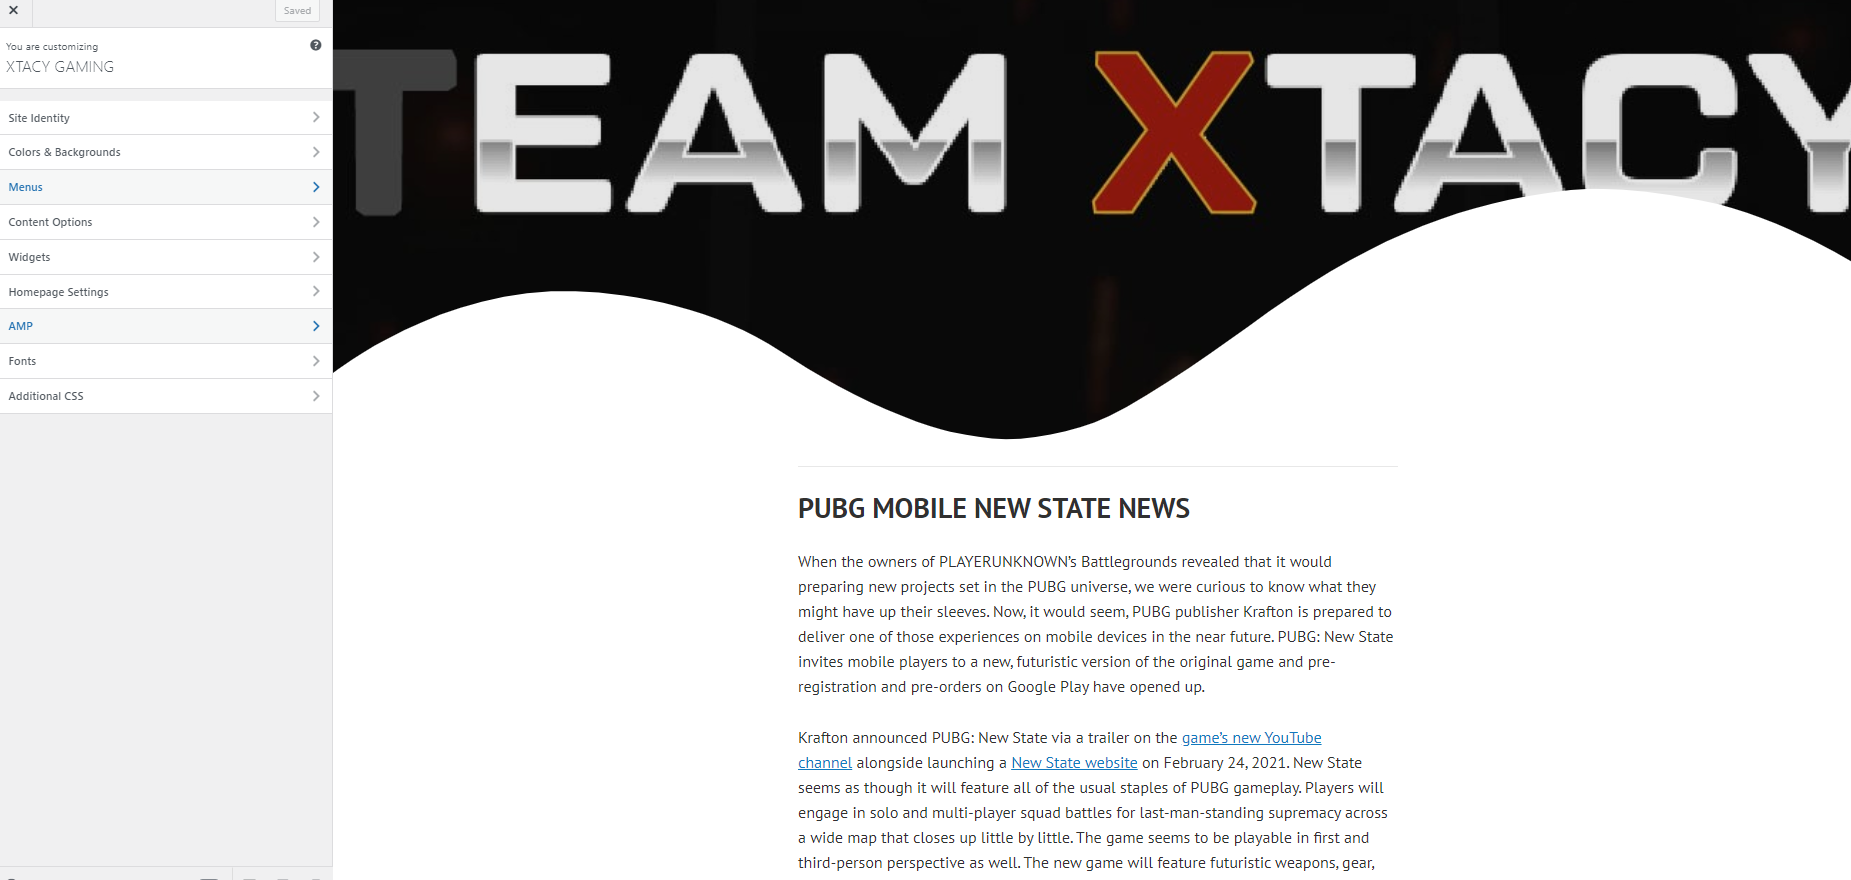 Saved
You are customizing
XTACY GAMING
Site Identity
Colors & Backgrounds
Menus
Content Options
Widgets
Homepage Settings
AMP
Fonts
Additional CSS
TEAM XTACY
PUBG MOBILE NEW STATE NEWS
When the owners of PLAYERUNKNOWN’s Battlegrounds revealed that it would
preparing new projects set in the PUBG universe, we were curious to know what they
might have up their sleeves. Now, it would seem, PUBG publisher Krafton is prepared to
deliver one of those experiences on mobile devices in the near future. PUBG: New State
invites mobile players to a new, futuristic version of the original game and pre-
registration and pre-orders on Google Play have opened up.
Krafton announced PUBG: New State via a trailer on the game’s new YouTube
channel alongside launching a New State website on February 24, 2021. New State
seems as though it will feature all of the usual staples of PUBG gameplay. Players will
engage in solo and multi-player squad battles for last-man-standing supremacy across
a wide map that closes up little by little. The game seems to be playable in first and
third-person perspective as well. The new game will feature futuristic weapons, gear,